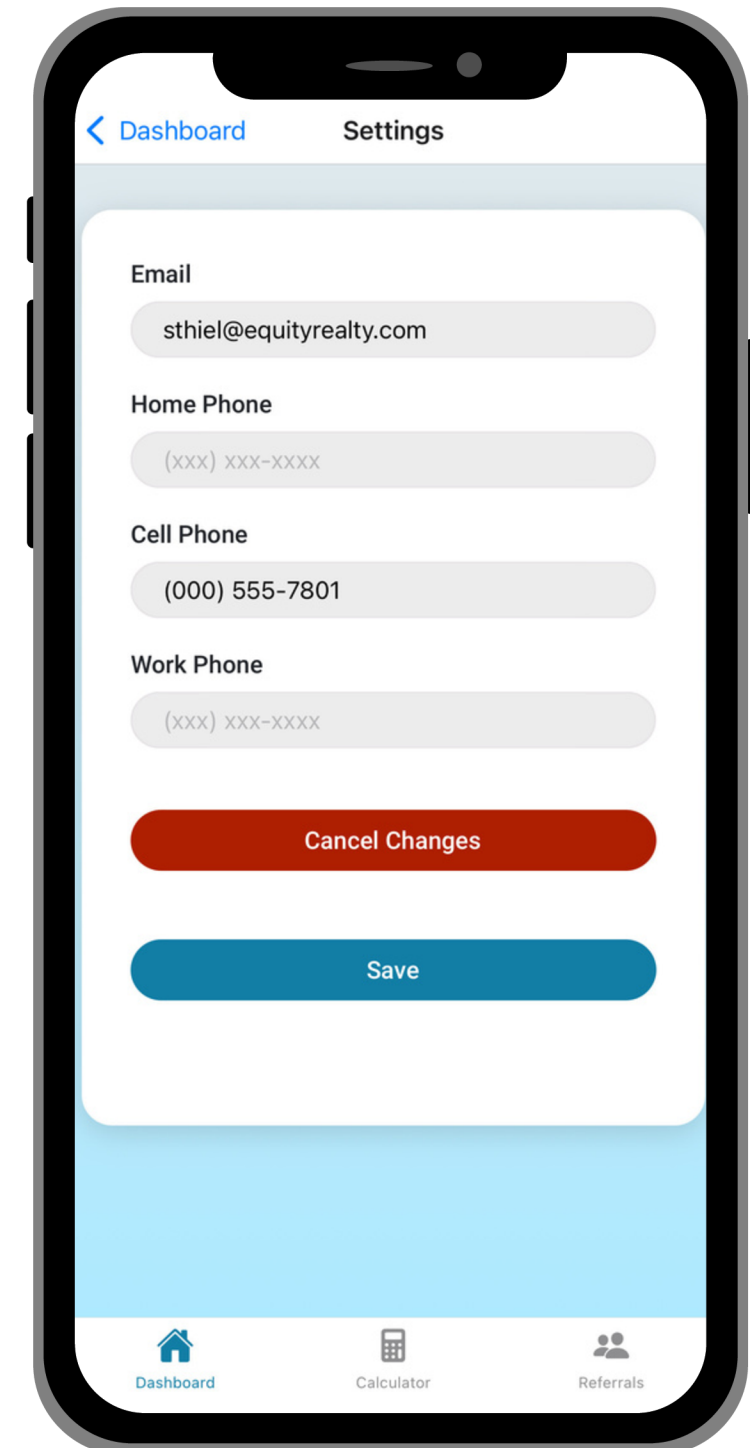 Dashboard Settings
Email
sthiel@equityrealty.com
Home Phone
(xxx) xxx-xxxx
Cell Phone
(000) 555-7801
Work Phone
(xxx) xxx-xxxx
Cancel Changes
Save
Dashboard Calculator Referrals